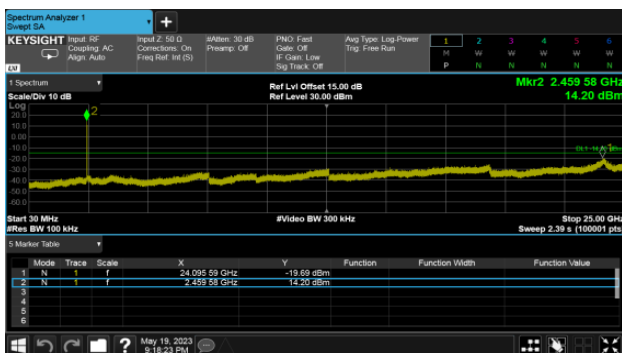 Spectrum Analyzer 1
Swept SA
+
KEYSIGHT
Input: RF
Coupling: AC
Align: Auto
Input Z: 50 Ω
Corrections: On
Freq Ref: Int (S)
#Atten: 30 dB
Preamp: Off
PNO: Fast
Gate: Off
IF Gain: Low
Sig Track: Off
Avg Type: Log-Power
Trig: Free Run
1 2 3 4 5 6
M W W W W W
P N N N N N
LXI
1 Spectrum
Scale/Div 10 dB
Ref Lvl Offset 15.00 dB
Ref Level 30.00 dBm
Mkr2 2.459 58 GHz
14.20 dBm
Log
20.0
10.0
0.00
-10.0
-20.0
-30.0
-40.0
-50.0
-60.0
2
1
Start 30 MHz
#Res BW 100 kHz
#Video BW 300 kHz
Stop 25.00 GHz
Sweep 2.39 s (100001 pts)
5 Marker Table
Mode Trace Scale X Y Function Function Width Function Value
1 N 1 f 24.095 59 GHz -19.69 dBm
2 N 1 f 2.459 58 GHz 14.20 dBm
3
4
5
6
?
May 19, 2023
9:18:23 PM